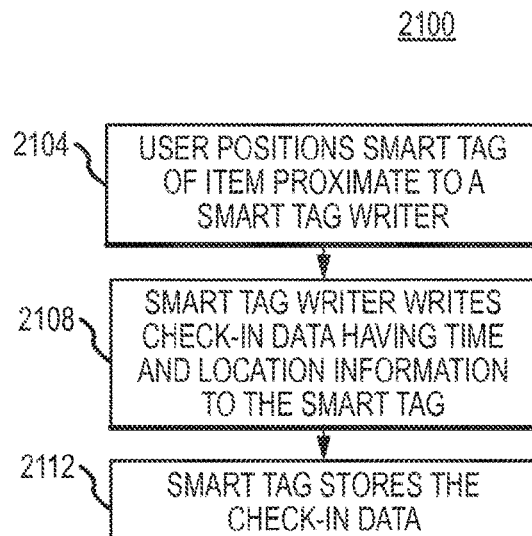 2100
2104
USER POSITIONS SMART TAG
OF ITEM PROXIMATE TO A
SMART TAG WRITER
2108
SMART TAG WRITER WRITES
CHECK-IN DATA HAVING TIME
AND LOCATION INFORMATION
TO THE SMART TAG
2112
SMART TAG STORES THE
CHECK-IN DATA